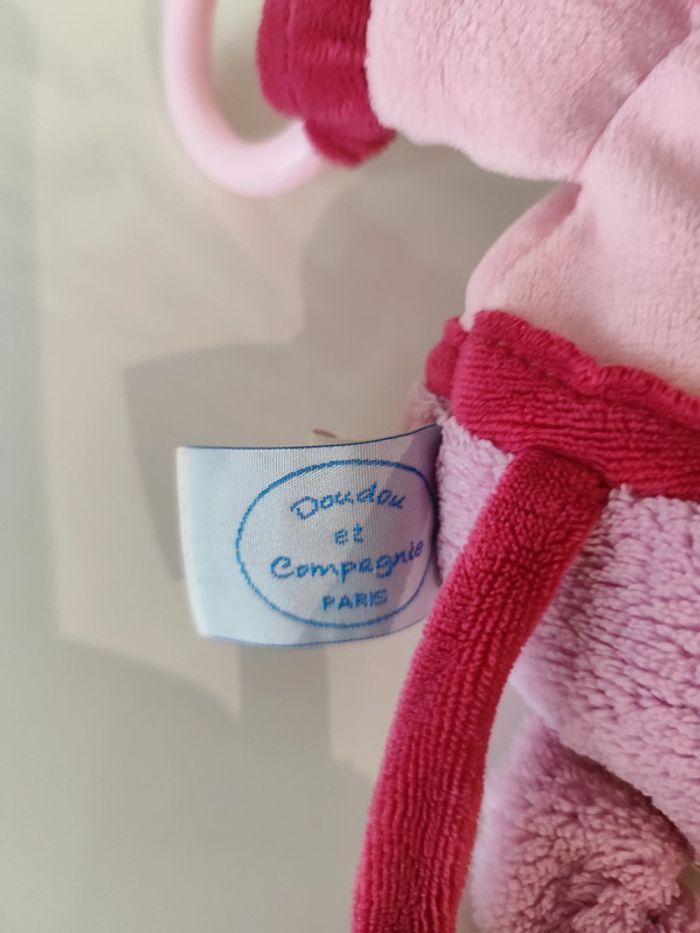 Doudou
et
Compagnie
PARIS